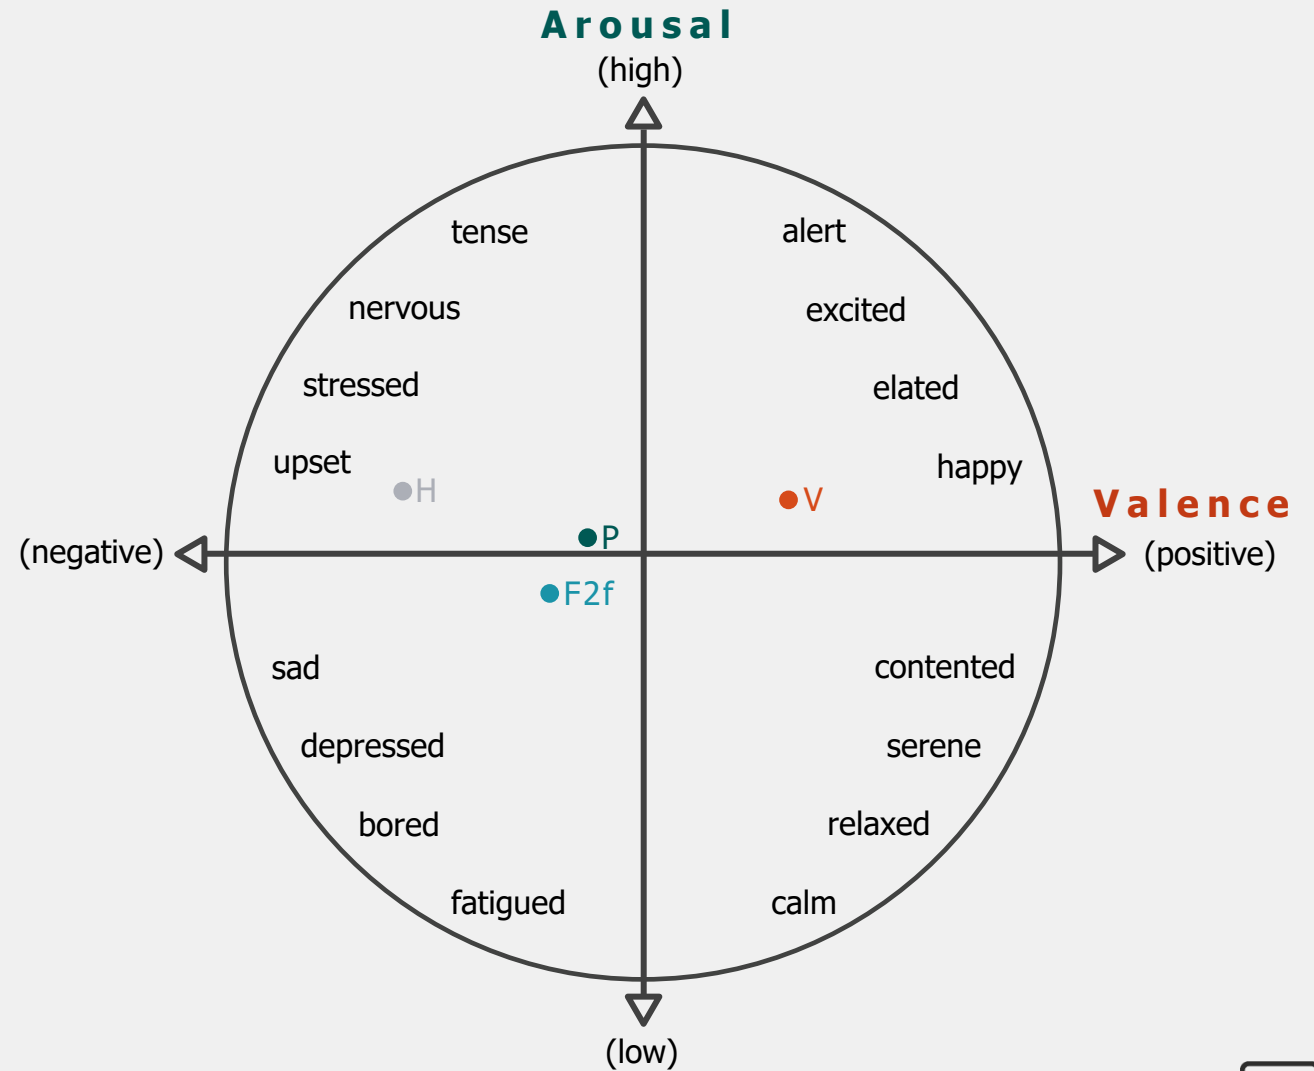 Arousal
(high)
tense
alert
nervous
excited
stressed
elated
upset
happy
H
V
Valence
P
(negative)
(positive)
F2f
sad
contented
depressed
serene
bored
relaxed
fatigued
calm
(low)